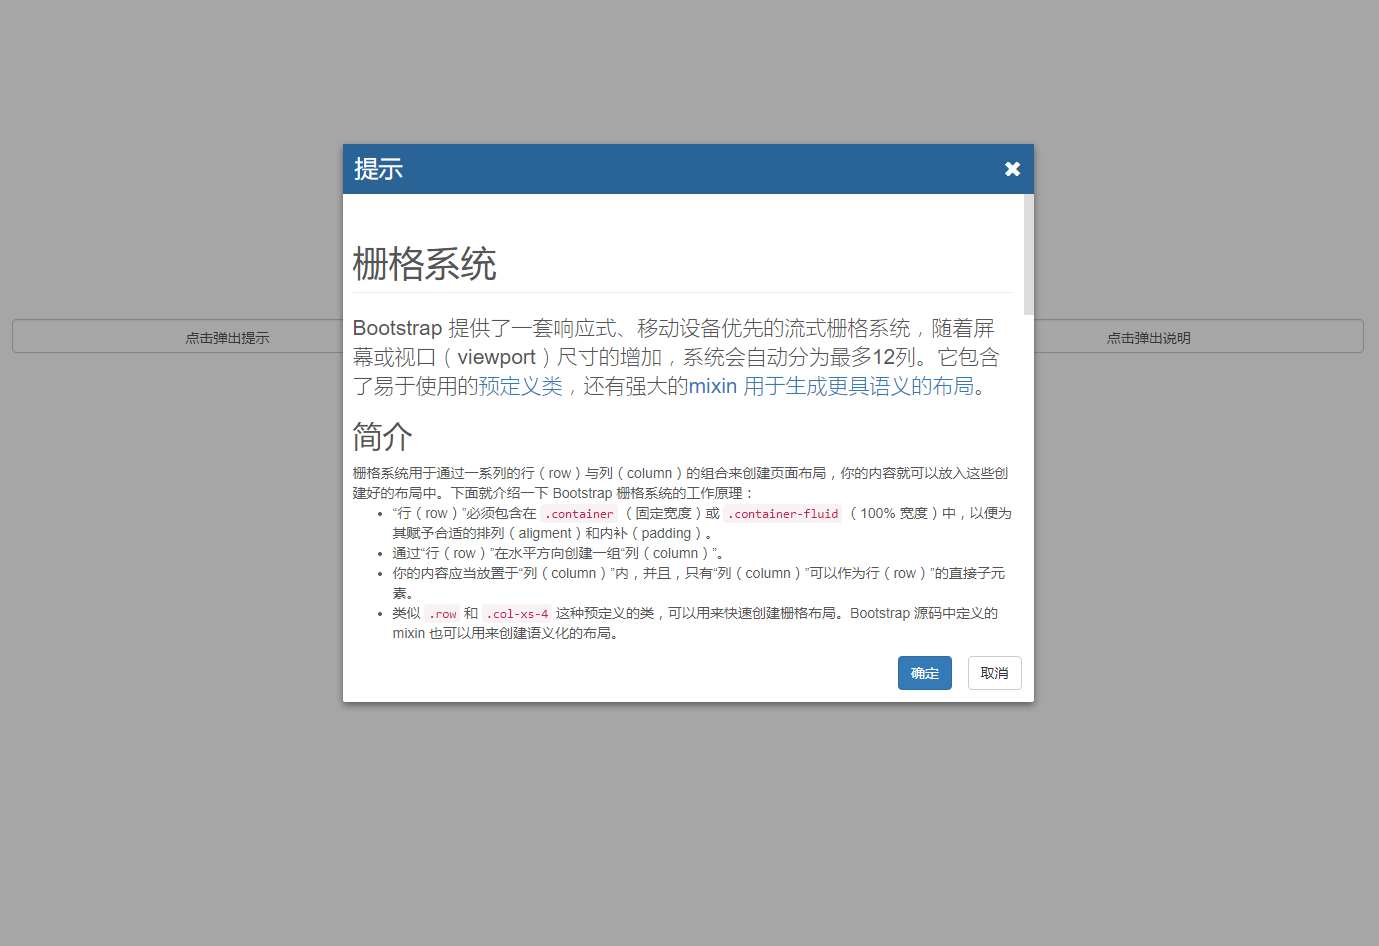 提示
栅格系统
Bootstrap 提供了一套响应式、移动设备优先的流式栅格系统，随着屏
幕或视口（viewport）尺寸的增加，系统会自动分为最多12列。它包含
了易于使用的预定义类，还有强大的mixin 用于生成更具语义的布局。
点击弹出提示
点击弹出说明
简介
栅格系统用于通过一系列的行（row）与列（column）的组合来创建页面布局，你的内容就可以放入这些创
建好的布局中。下面就介绍一下 Bootstrap 栅格系统的工作原理：
“行（row）”必须包含在 .container （固定宽度）或 .container-fluid （100% 宽度）中，以便为
其赋予合适的排列（aligment）和内补（padding）。
通过“行（row）”在水平方向创建一组“列（column）”。
你的内容应当放置于“列（column）”内，并且，只有“列（column）”可以作为行（row）”的直接子元
素。
类似 .row 和 .col-xs-4 这种预定义的类，可以用来快速创建栅格布局。Bootstrap 源码中定义的
mixin 也可以用来创建语义化的布局。
确定
取消